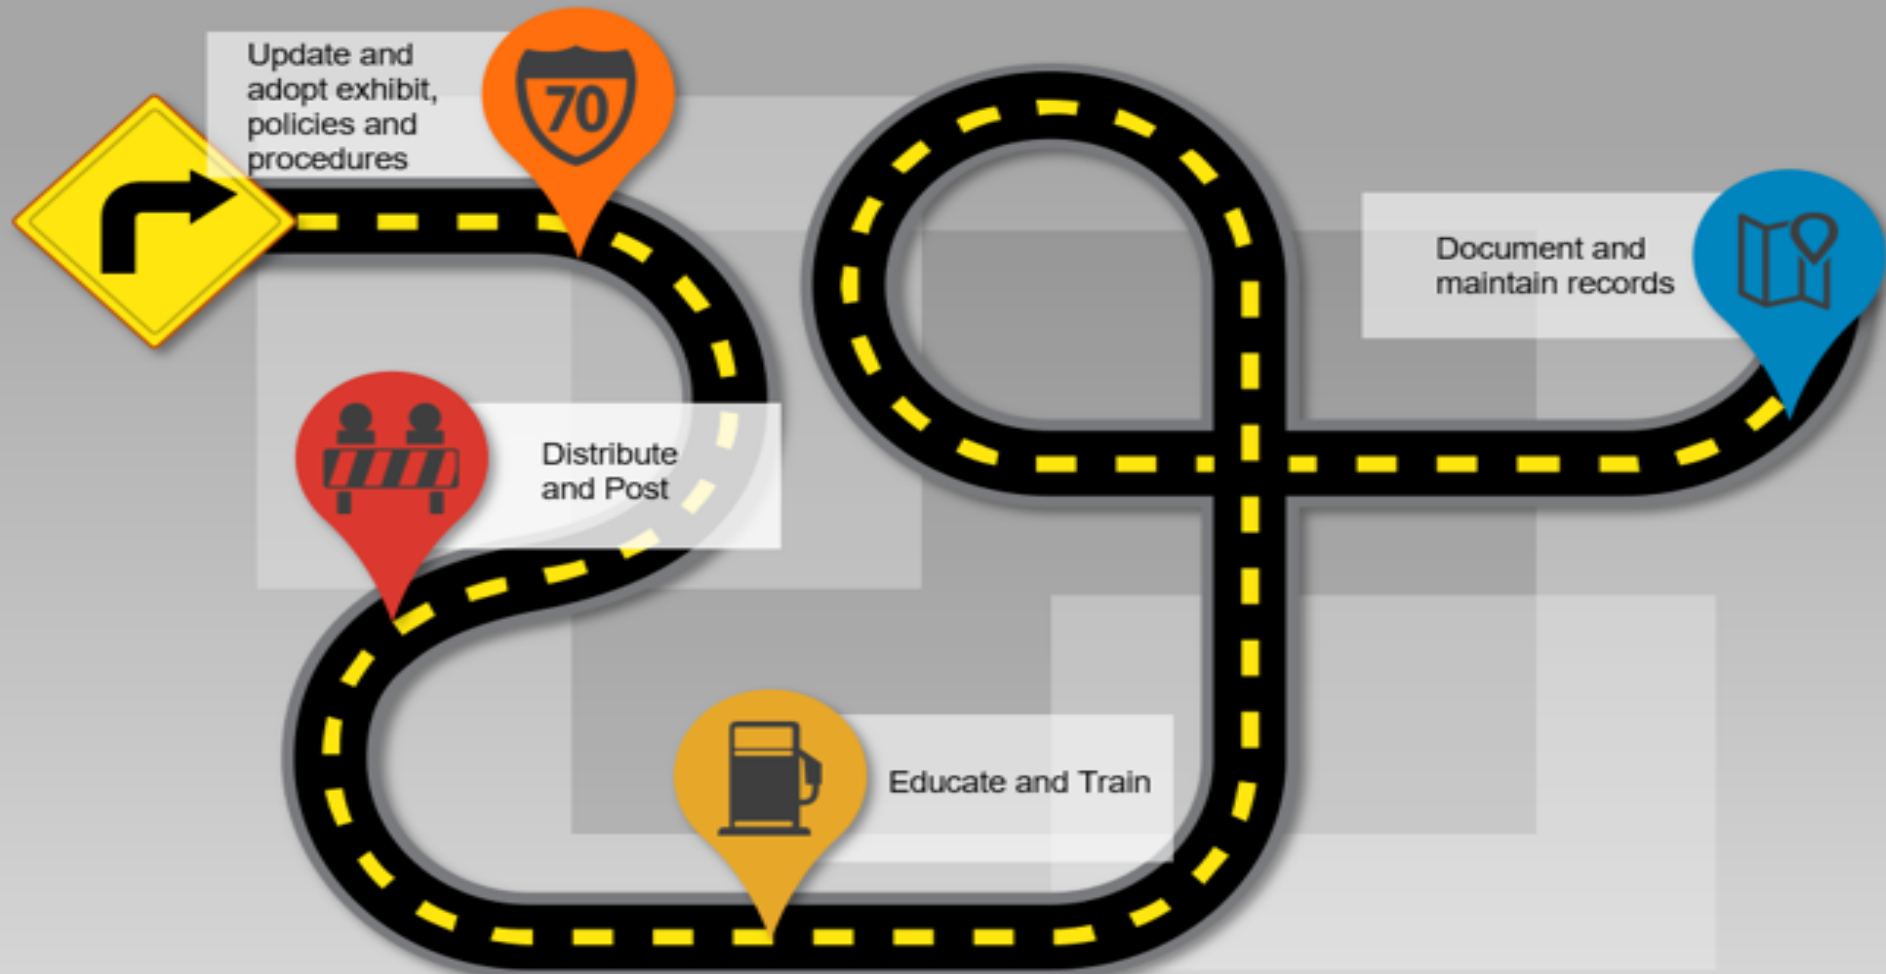 Update and
adopt exhibit,
policies and
procedures
70
Document and
maintain records
Distribute
and Post
Educate and Train